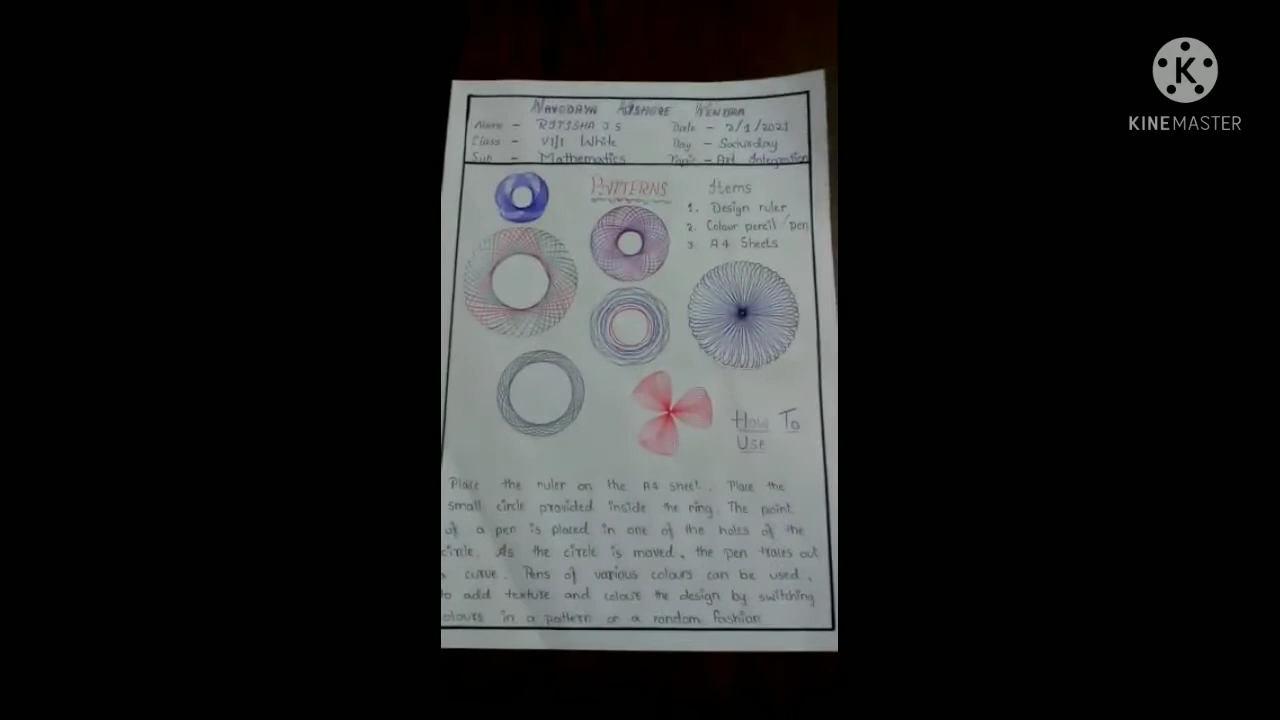 NAVODAYA KISHORE KENDRA
Name - RITISHA J S Date - 2/1/2021
Class - VI/I White Day - Saturday
Sub - Mathematics Topic - Art Integration
PATTERNS
Items
1. Design ruler
2. Colour pencil/pen
3. A4 Sheets
How To
Use
Place the ruler on the A4 sheet. Place the
small circle provided inside the ring. The point
of a pen is placed in one of the holes of the
circle. As the circle is moved, the pen traces out
curve. Pens of various colours can be used,
to add texture and colour the design by switching
colours in a pattern or a random fashion
K
KINEMASTER